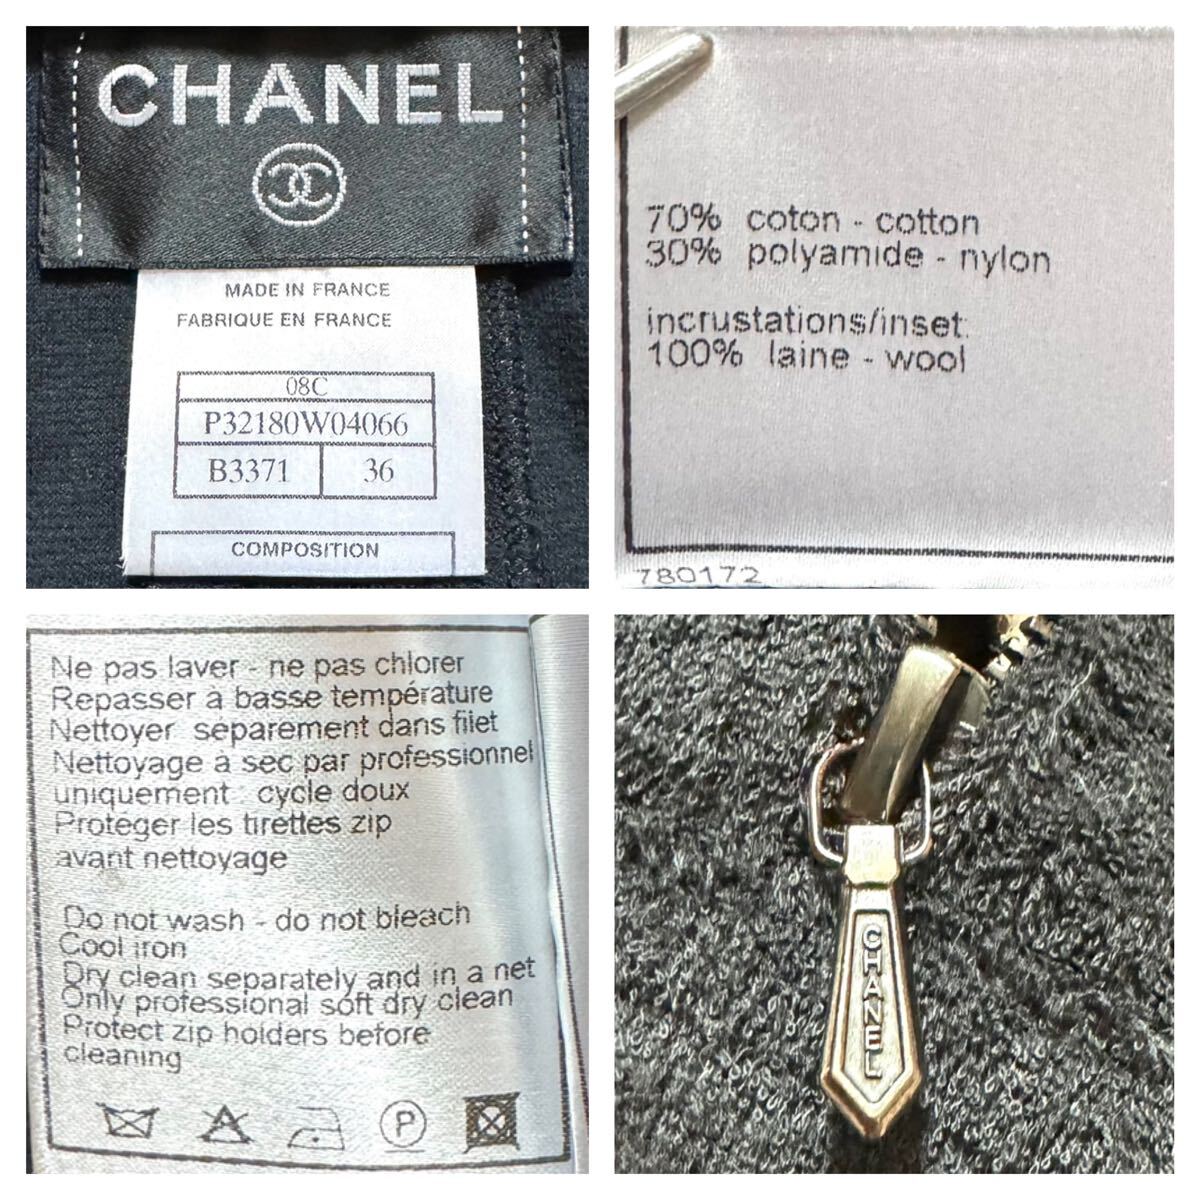 CHANEL
MADE IN FRANCE
FABRIQUE EN FRANCE
08C
P32180W04066
B3371 36
COMPOSITION
70% coton - cotton
30% polyamide - nylon
incrustations/inset:
100% laine - wool
780172
Ne pas laver - ne pas chlorer
Repasser à basse température
Nettoyer séparement dans filet
Nettoyage à sec par professionnel
uniquement : cycle doux
Proteger les tirettes zip
avant nettoyage
Do not wash - do not bleach
Cool iron
Dry clean separately and in a net
Only professional soft dry clean
Protect zip holders before
cleaning
P
CHANEL